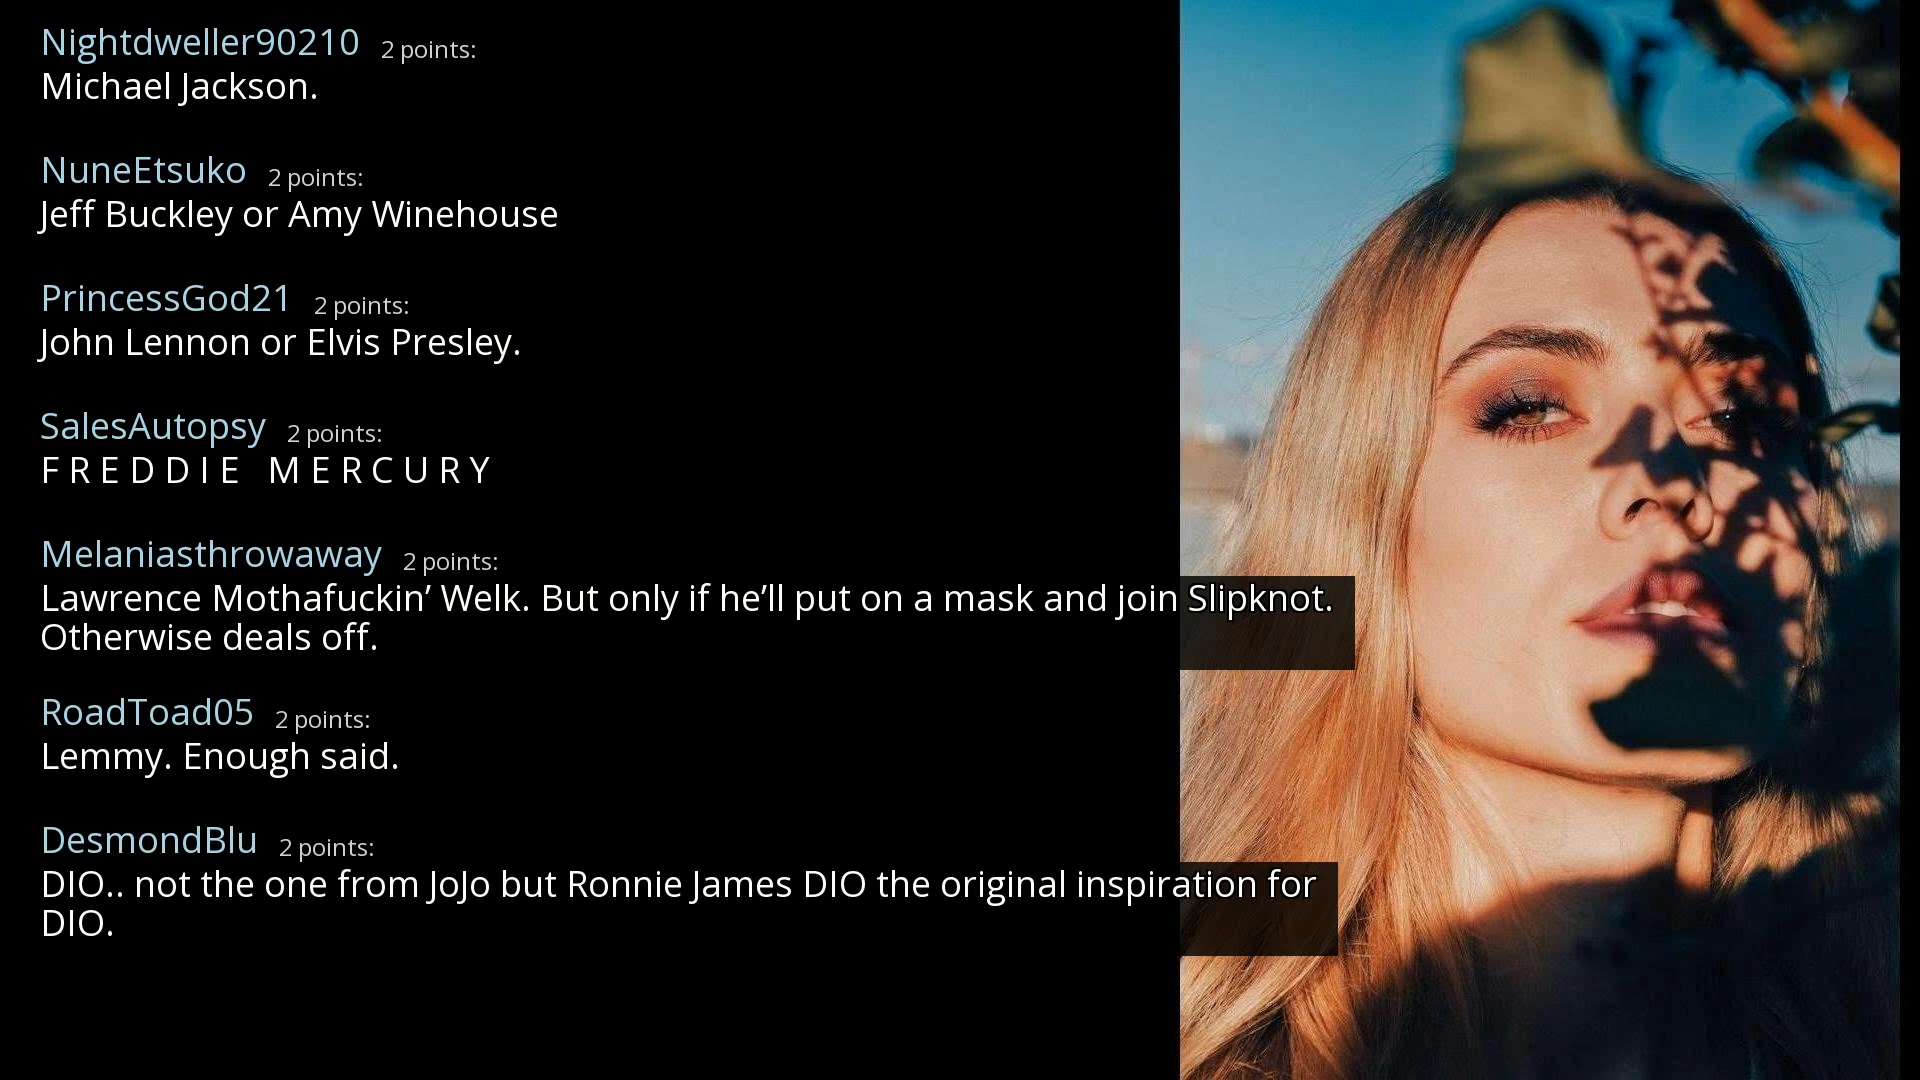 Nightdweller90210 2 points:
Michael Jackson.
NuneEtsuko 2 points:
Jeff Buckley or Amy Winehouse
PrincessGod21 2 points:
John Lennon or Elvis Presley.
SalesAutopsy 2 points:
F R E D D I E   M E R C U R Y
Melaniasthrowaway 2 points:
Lawrence Mothafuckin’ Welk. But only if he’ll put on a mask and join Slipknot.
Otherwise deals off.
RoadToad05 2 points:
Lemmy. Enough said.
DesmondBlu 2 points:
DIO.. not the one from JoJo but Ronnie James DIO the original inspiration for
DIO.